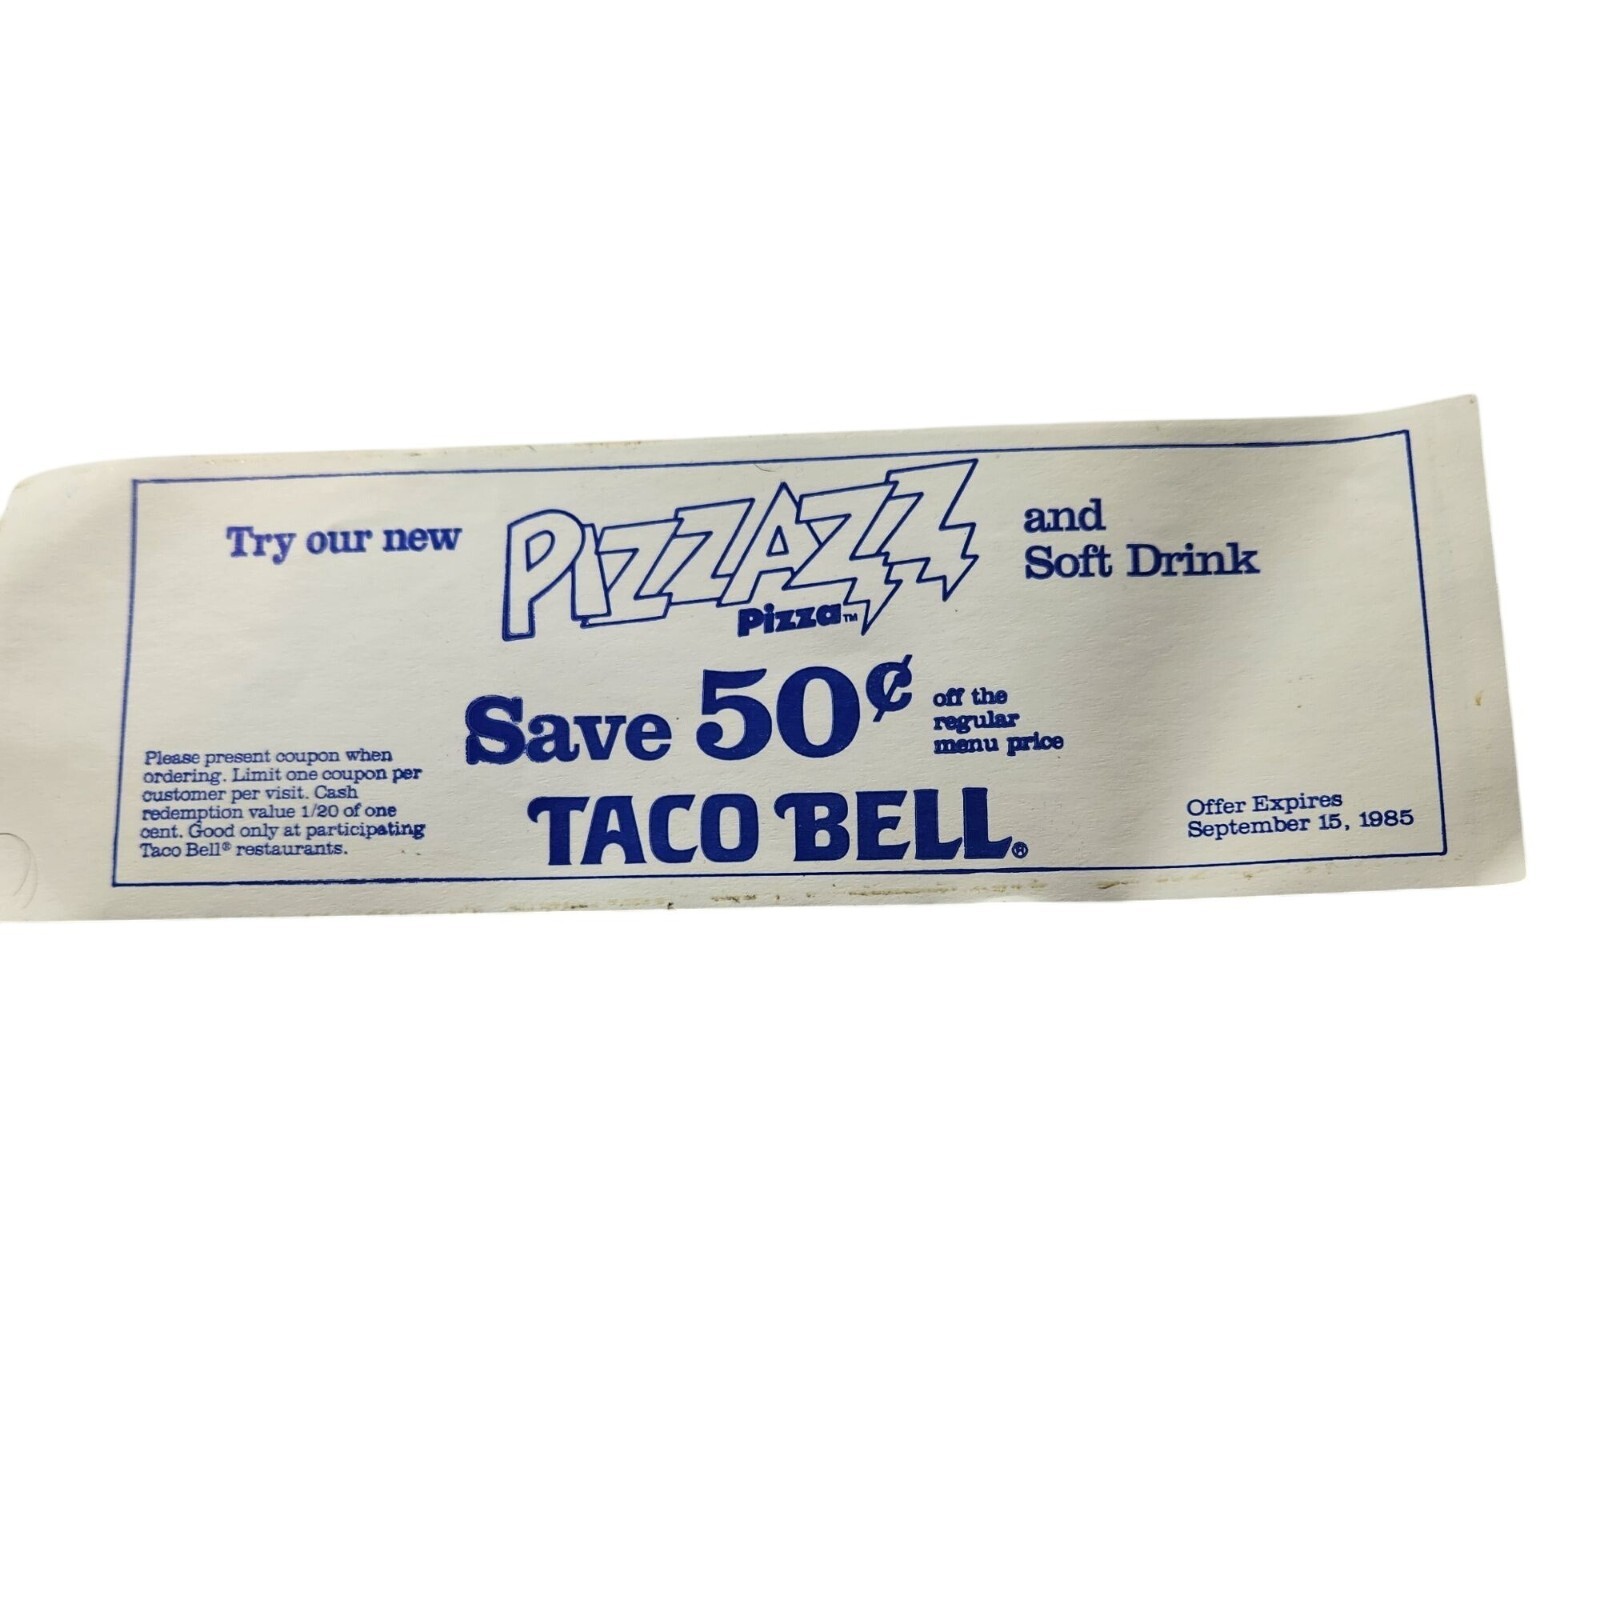 Try our new
PIZZAZZ
Pizza™
and
Soft Drink
Save 50¢
off the
regular
menu price
TACO BELL®
Please present coupon when
ordering. Limit one coupon per
customer per visit. Cash
redemption value 1/20 of one
cent. Good only at participating
Taco Bell® restaurants.
Offer Expires
September 15, 1985